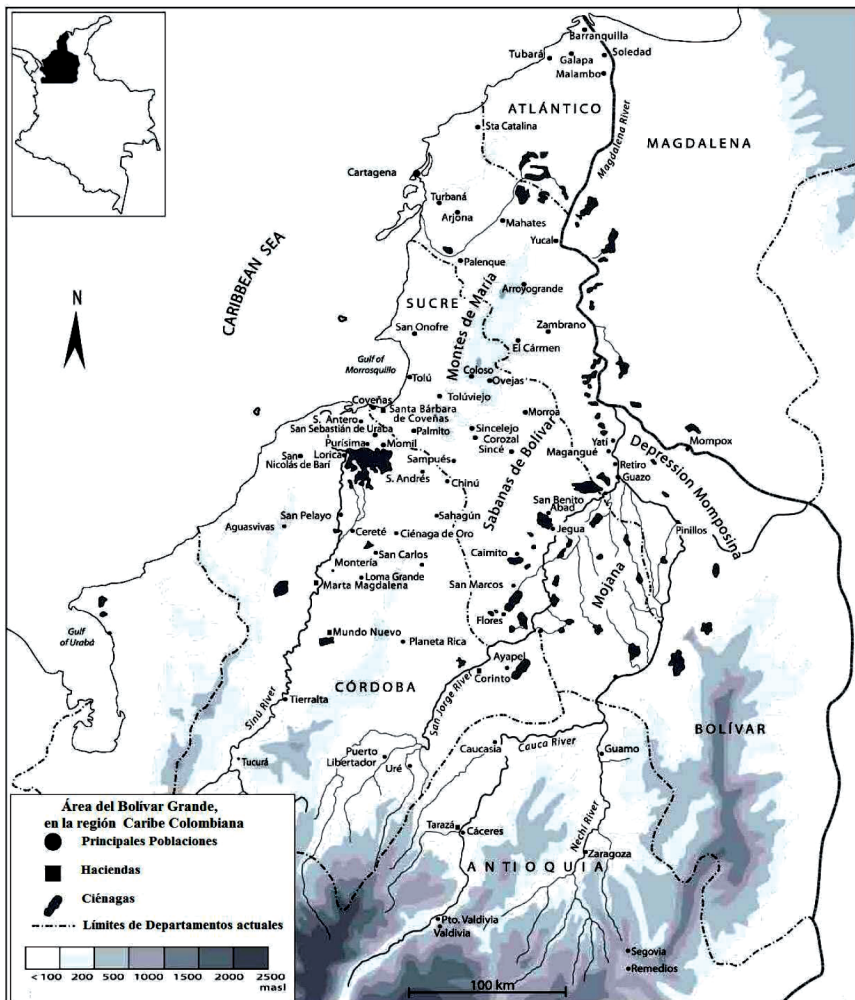 Barranquilla
Tubará
Galapa
Soledad
Malambo
ATLÁNTICO
Sta Catalina
Magdalena River
MAGDALENA
Cartagena
Turbaná
Arjona
Mahates
Yucal
CARIBBEAN SEA
Palenque
N
SUCRE
Montes de María
Arroyogrande
San Onofre
Zambrano
El Cármen
Gulf of
Morrosquillo
Coloso
Tolú
Ovejas
Tolúviejo
Coveñas
Santa Bárbara
de Coveñas
Morroa
S. Antero
San Sebastián de Uraba
Palmito
Sincelejo
Corozal
Purísima
Momil
Sincé
Yatí
Mompox
San
Nicolás de Barí
Lorica
Sampués
Magangué
Depression Momposina
Retiro
S. Andrés
Chinú
Guazo
Sabanas de Bolívar
San Benito
Abad
San Pelayo
Sahagún
Aguasvivas
Cereté
Ciénaga de Oro
Jegua
Pinillos
San Carlos
Caimito
Montería
Loma Grande
Marta Magdalena
San Marcos
Mojana
Flores
Gulf
of Urabá
Mundo Nuevo
Planeta Rica
Ayapel
Corinto
San Jorge River
CÓRDOBA
Sinú River
Tierralta
BOLÍVAR
Caucasia
Cauca River
Puerto
Libertador
Guamo
Tucurá
Uré
Área del Bolívar Grande,
en la región Caribe Colombiana
Principales Poblaciones
Haciendas
Ciénagas
Límites de Departamentos actuales
Tarazá
Cáceres
Nechí River
Zaragoza
ANTIOQUIA
Pto. Valdivia
Valdivia
Segovia
Remedios
< 100 200 500 1000 1500 2000 2500
masl
100 km